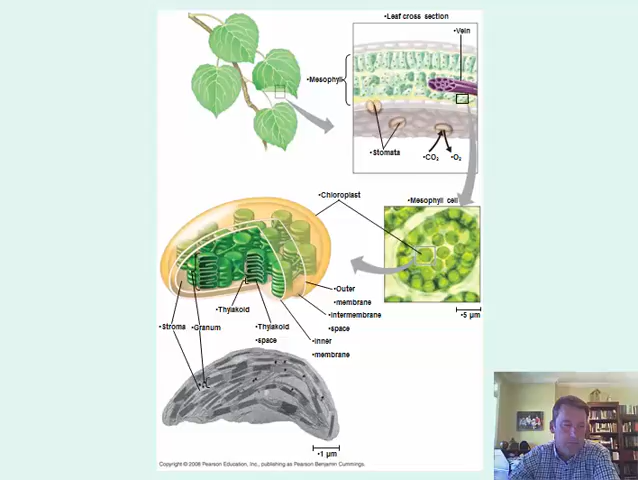 •Leaf cross section
•Vein
•Mesophyll
•Stomata
•CO₂
•O₂
•Chloroplast
•Mesophyll cell
•Outer
•membrane
•Thylakoid
•Intermembrane
•5 µm
•Stroma
•Granum
•Thylakoid
•space
•space
•Inner
•membrane
•1 µm
Copyright © 2008 Pearson Education, Inc., publishing as Pearson Benjamin Cummings.